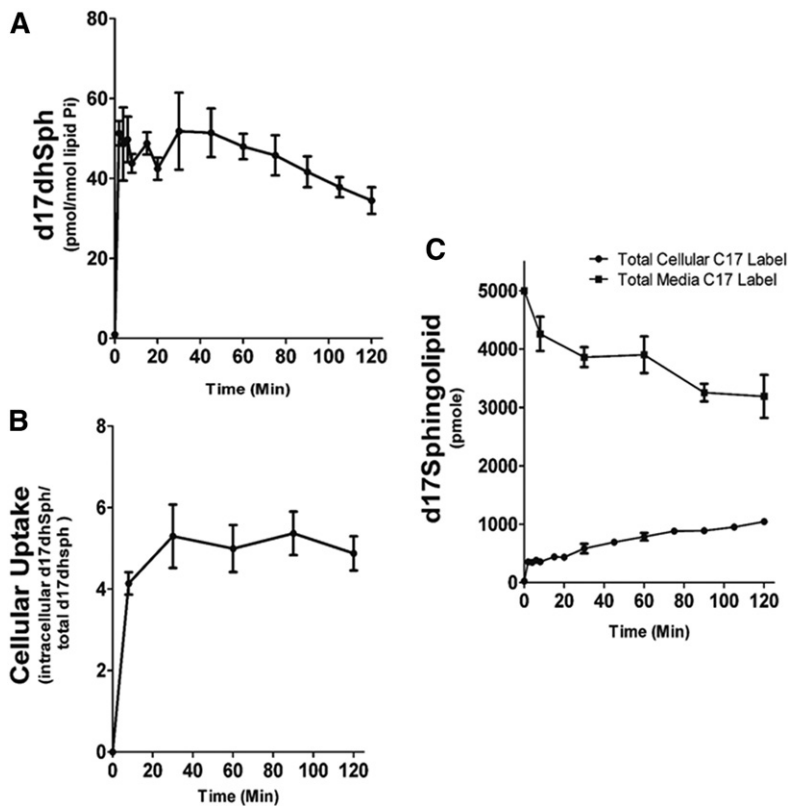 A
80
60
40
20
0
d17dhSph
(pmol/nmol lipid Pi)
0 20 40 60 80 100 120
Time (Min)
B
8
6
4
2
0
Cellular Uptake
(intracellular d17dhSph/
total d17dhsph )
0 20 40 60 80 100 120
Time (Min)
C
Total Cellular C17 Label
Total Media C17 Label
5000
4000
3000
2000
1000
0
d17Sphingolipid
(pmole)
0 20 40 60 80 100 120
Time (Min)